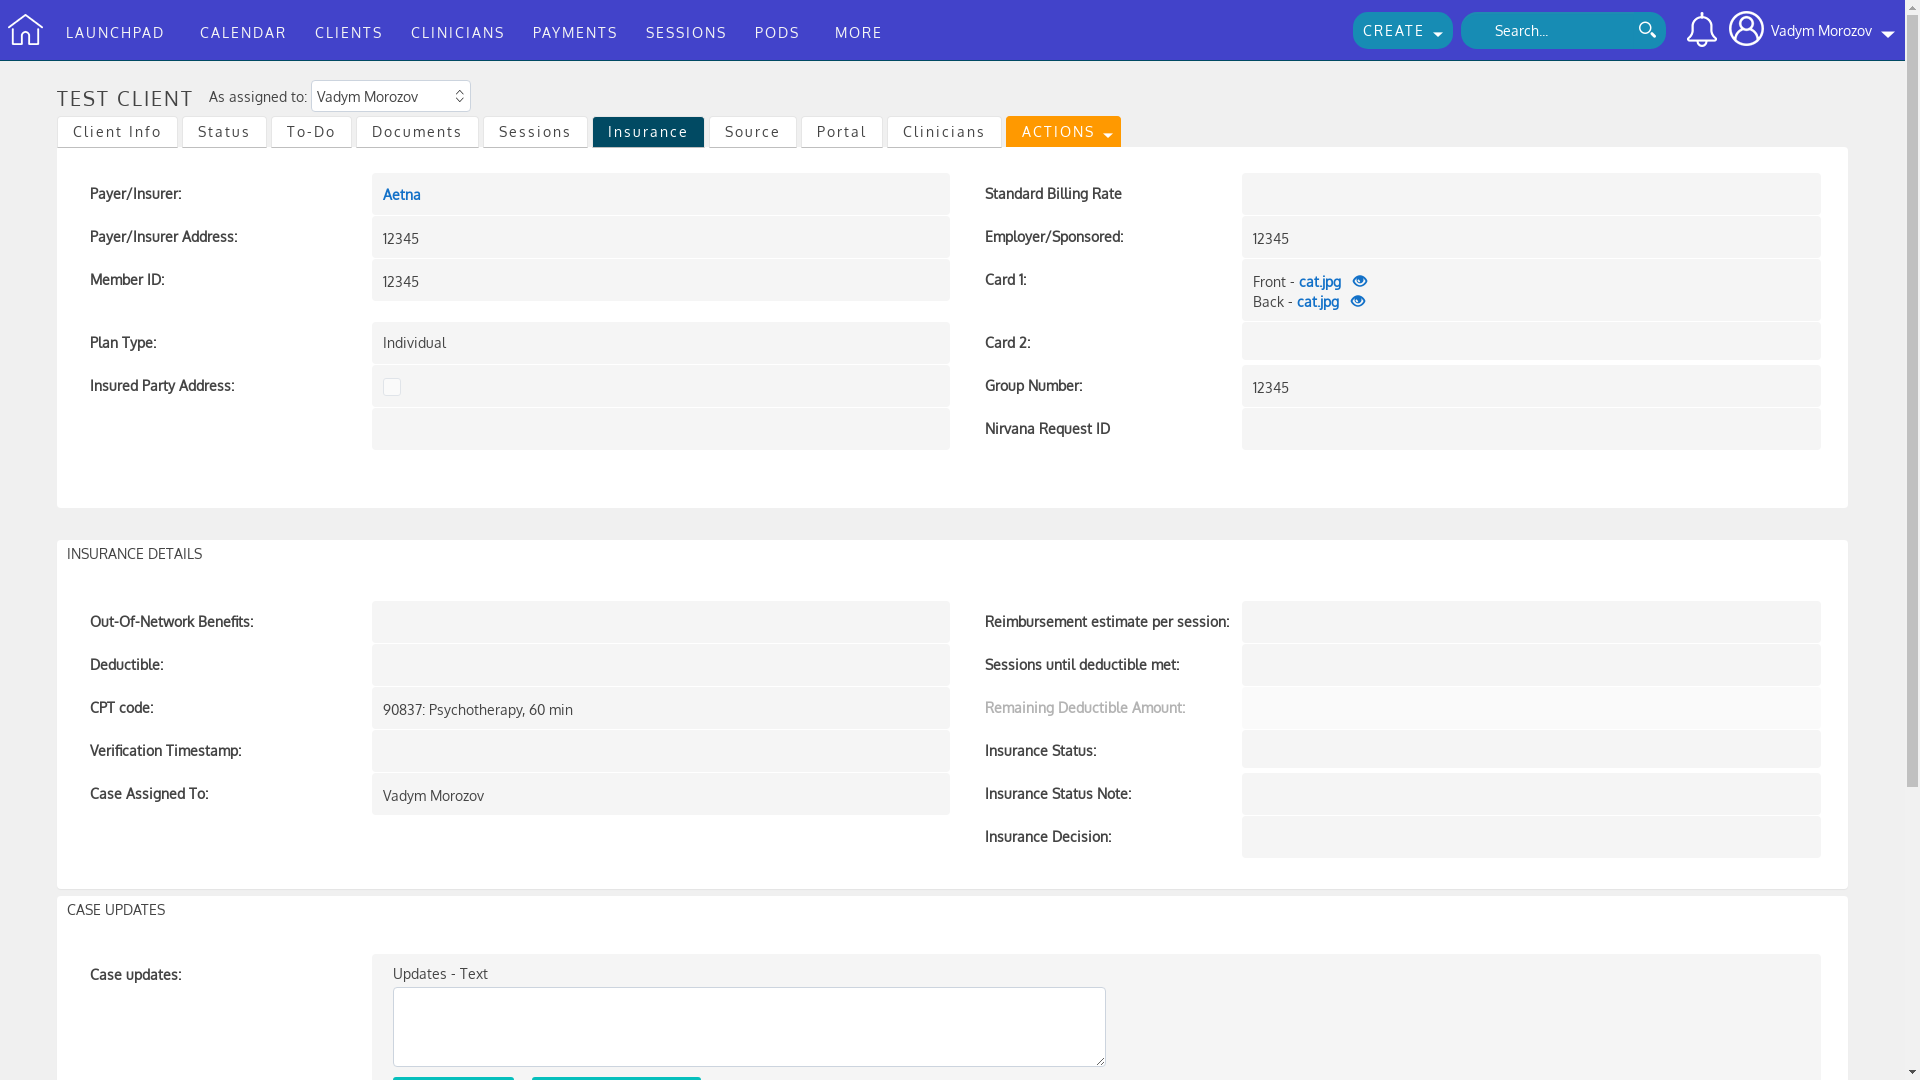 LAUNCHPAD CALENDAR CLIENTS CLINICIANS PAYMENTS SESSIONS PODS MORE CREATE Search... Vadym Morozov
TEST CLIENT As assigned to: Vadym Morozov
Client Info Status To-Do Documents Sessions Insurance Source Portal Clinicians ACTIONS
Payer/Insurer: Aetna Standard Billing Rate
Payer/Insurer Address: 12345 Employer/Sponsored: 12345
Member ID: 12345 Card 1: Front - cat.jpg
Back - cat.jpg
Plan Type: Individual Card 2:
Insured Party Address: Group Number: 12345
Nirvana Request ID
INSURANCE DETAILS
Out-Of-Network Benefits: Reimbursement estimate per session:
Deductible: Sessions until deductible met:
CPT code: 90837: Psychotherapy, 60 min Remaining Deductible Amount:
Verification Timestamp: Insurance Status:
Case Assigned To: Vadym Morozov Insurance Status Note:
Insurance Decision:
CASE UPDATES
Case updates: Updates - Text